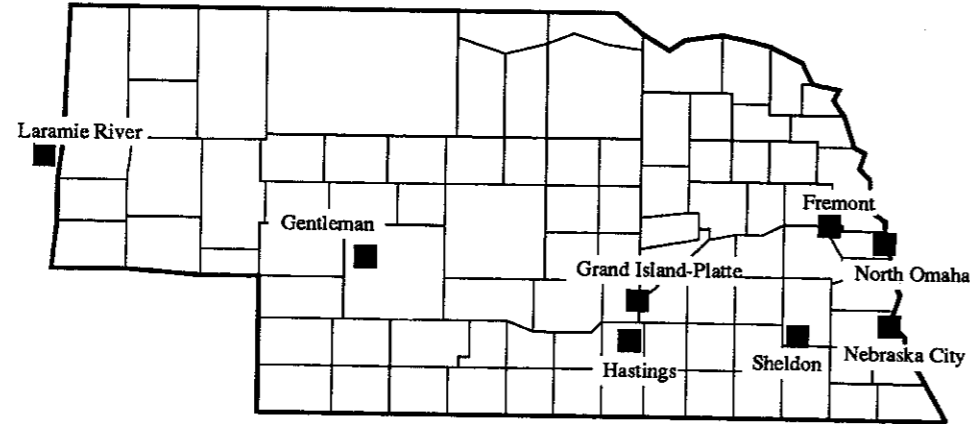 Laramie River
Fremont
Gentleman
Grand Island-Platte
North Omaha
Nebraska City
Sheldon
Hastings